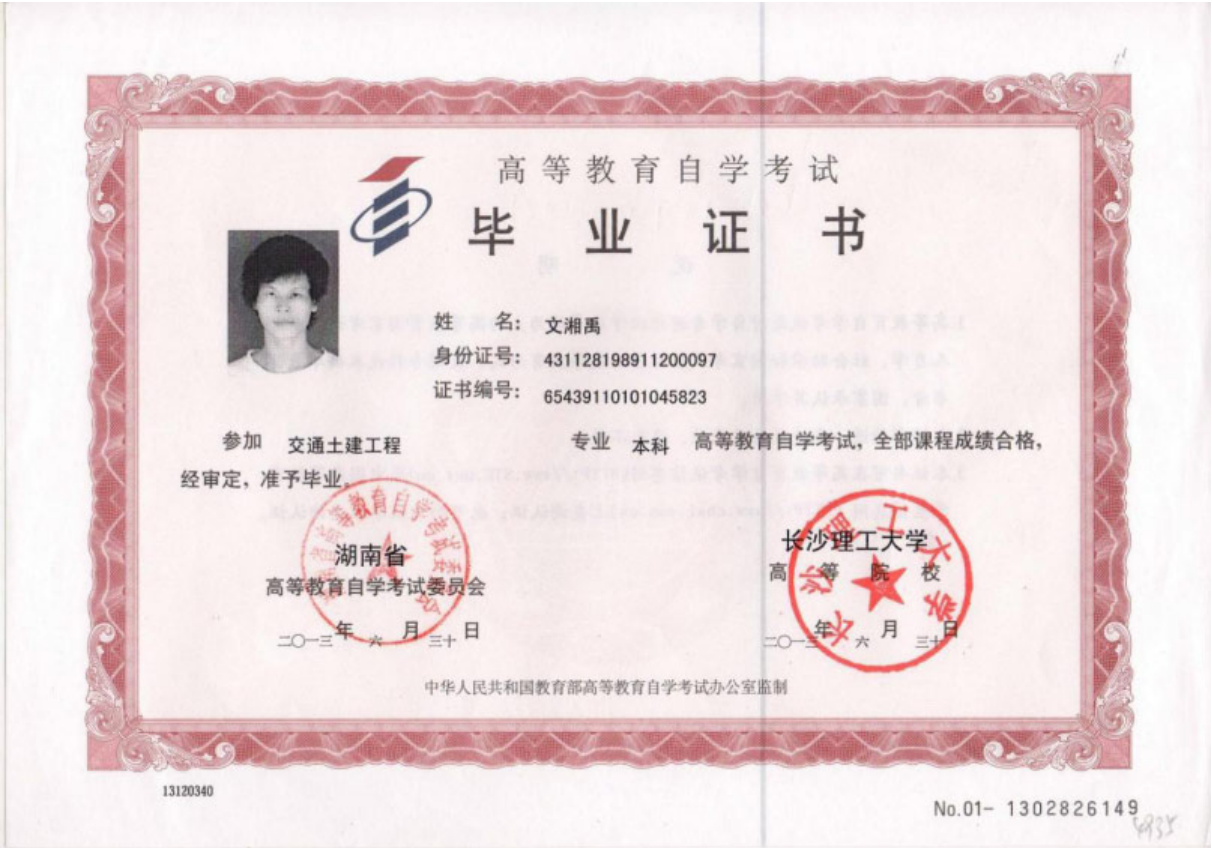 高等教育自学考试
毕业证书
姓 名: 文湘禹
身份证号: 431128198911200097
证书编号: 65439110101045823
参加 交通土建工程 专业 本科 高等教育自学考试, 全部课程成绩合格,
经审定, 准予毕业。
湖南省
高等教育自学考试委员会
二〇一三年 六 月 三十 日
长沙理工大学
高等院校
二〇一三年 六 月 三十 日
长沙理工大学
中华人民共和国教育部高等教育自学考试办公室监制
13120340
No.01- 1302826149